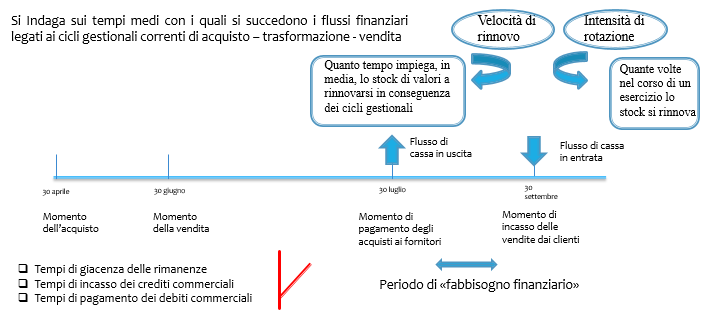 Si Indaga sui tempi medi con i quali si succedono i flussi finanziari
legati ai cicli gestionali correnti di acquisto – trasformazione - vendita
Velocità di
rinnovo
Intensità di
rotazione
Quanto tempo impiega, in
media, lo stock di valori a
rinnovarsi in conseguenza
dei cicli gestionali
Quante volte
nel corso di un
esercizio lo
stock si rinnova
Flusso di
cassa in uscita
Flusso di cassa
in entrata
30 aprile
30 giugno
30 luglio
30
settembre
Momento
dell'acquisto
Momento
della vendita
Momento di
pagamento degli
acquisti ai fornitori
Momento di
incasso delle
vendite dai clienti
Tempi di giacenza delle rimanenze
Tempi di incasso dei crediti commerciali
Tempi di pagamento dei debiti commerciali
Periodo di «fabbisogno finanziario»